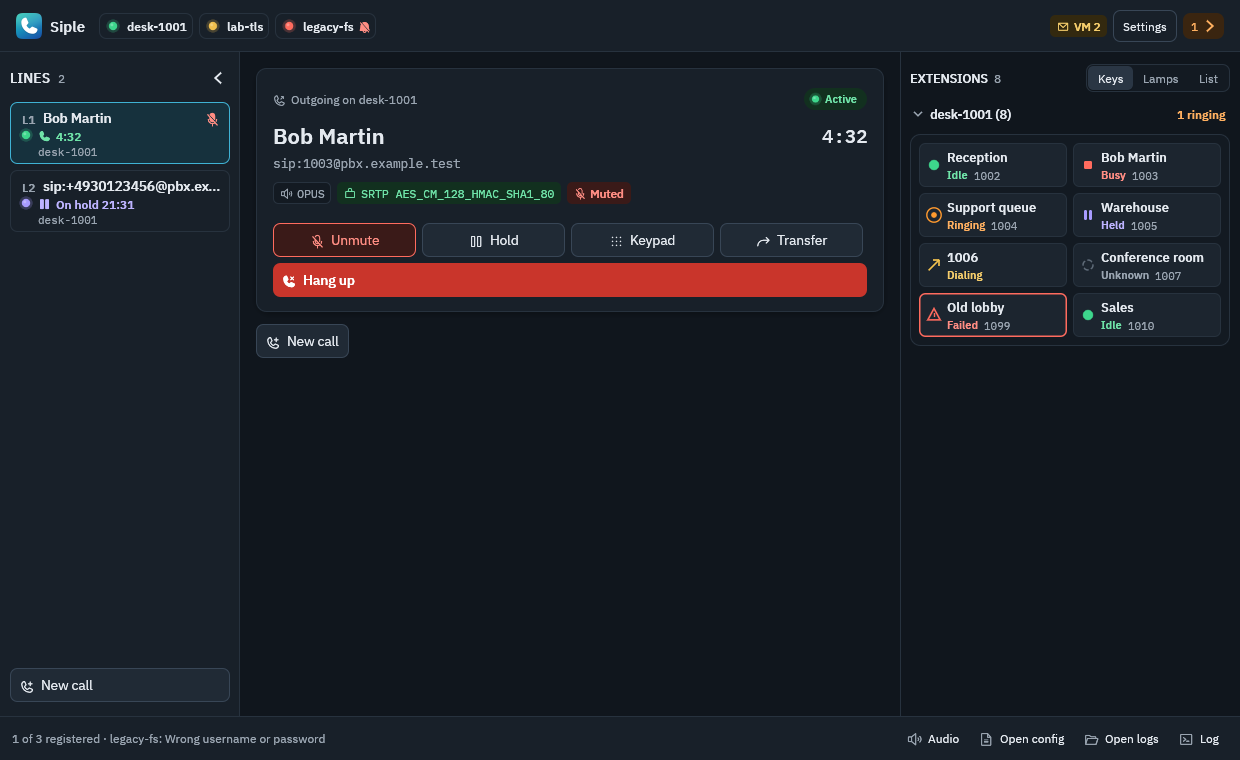 Siple
desk-1001
lab-tls
legacy-fs
VM 2
Settings
1
LINES 2
L1 Bob Martin
4:32
desk-1001
L2 sip:+4930123456@pbx.ex...
On hold 21:31
desk-1001
New call
Outgoing on desk-1001
Active
Bob Martin
4:32
sip:1003@pbx.example.test
OPUS
SRTP AES_CM_128_HMAC_SHA1_80
Muted
Unmute
Hold
Keypad
Transfer
Hang up
New call
EXTENSIONS 8
Keys
Lamps
List
desk-1001 (8)
1 ringing
Reception
Idle 1002
Bob Martin
Busy 1003
Support queue
Ringing 1004
Warehouse
Held 1005
1006
Dialing
Conference room
Unknown 1007
Old lobby
Failed 1099
Sales
Idle 1010
1 of 3 registered · legacy-fs: Wrong username or password
Audio
Open config
Open logs
Log